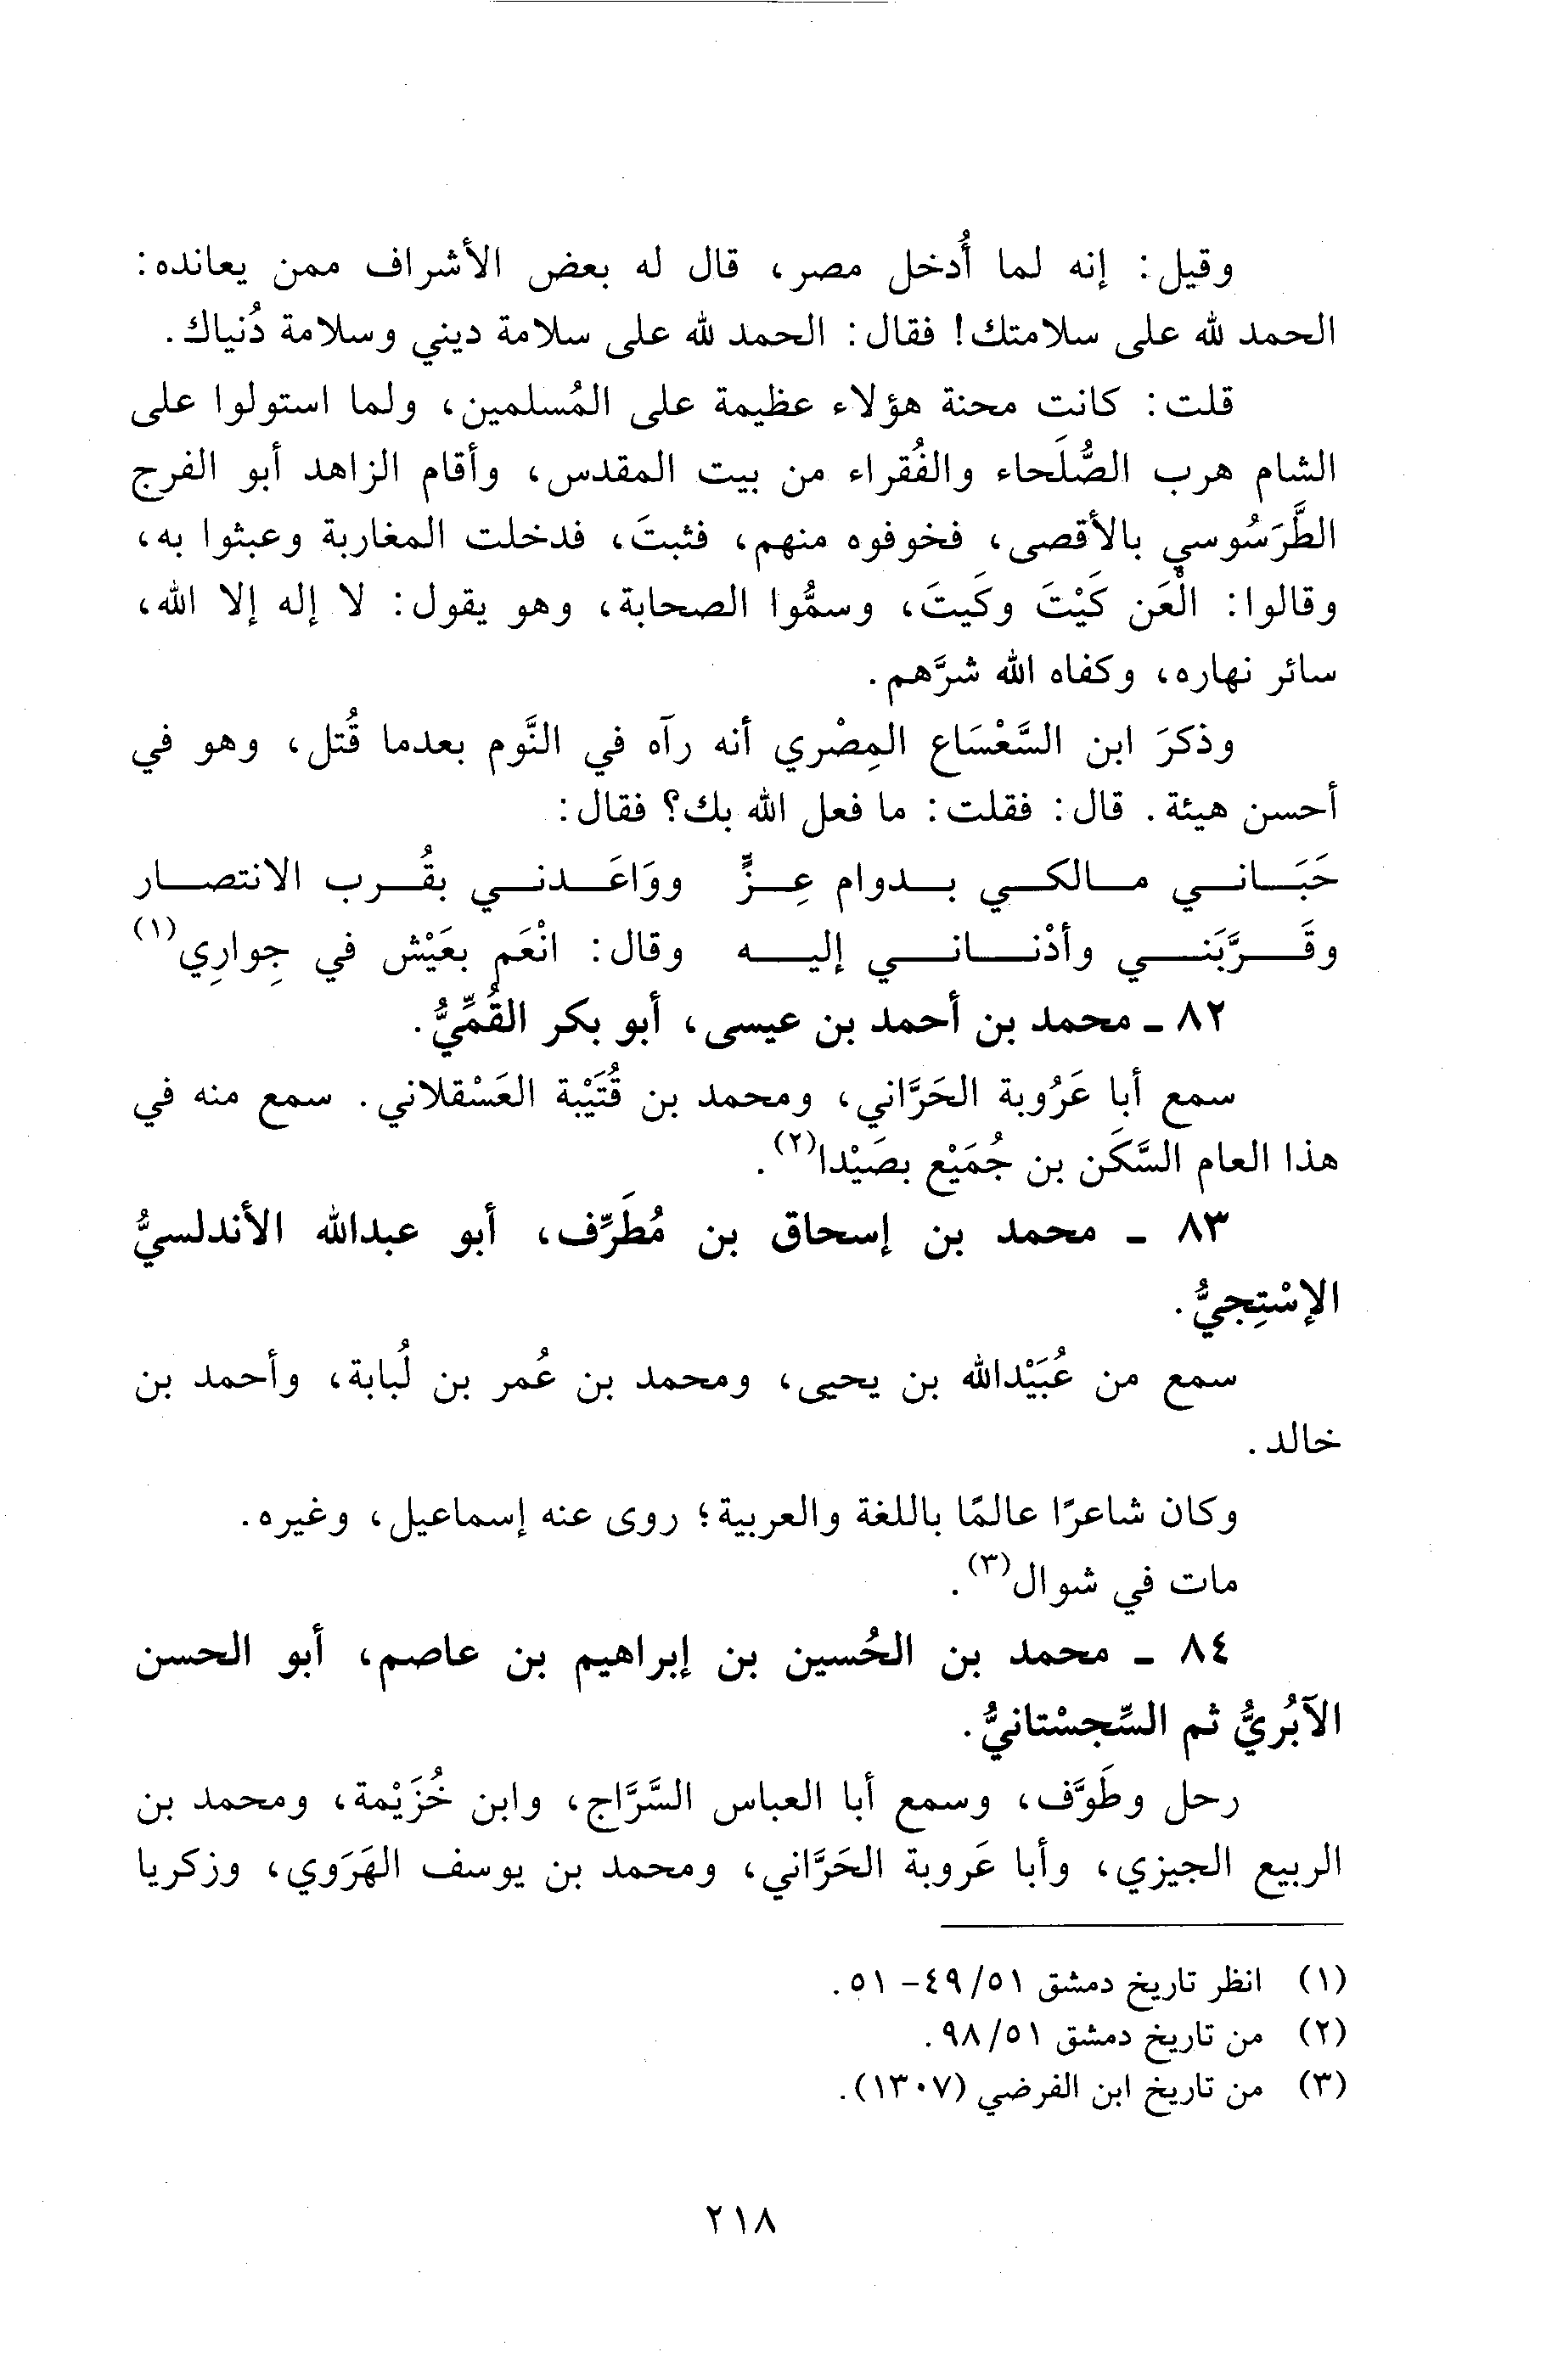 وقيل: إنه لما أُدخل مصر، قال له بعض الأشراف ممن يعانده:
الحمد لله على سلامتك! فقال: الحمد لله على سلامة ديني وسلامة دُنياك.
قلت: كانت محنة هؤلاء عظيمة على المُسلمين، ولما استولوا على
الشام هرب الصُّلَحاء والفُقراء من بيت المقدس، وأقام الزاهد أبو الفرج
الطَّرَسُوسي بالأقصى، فخوفوه منهم، فثبتَ، فدخلت المغاربة وعبثوا به،
وقالوا: الْعَن كَيْتَ وكَيتَ، وسمُّوا الصحابة، وهو يقول: لا إله إلا الله،
سائر نهاره، وكفاه الله شرَّهم.
وذكرَ ابن السَّعْسَاع المِصْري أنه رآه في النَّوم بعدما قُتل، وهو في
أحسن هيئة. قال: فقلت: ما فعل الله بك؟ فقال:
حَبَـاني مـالكي بـدوام عِـزٍّ ووَاعَـدني بقُـرب الانتصـار
وقَـرَّبَنـي وأدْنـانـي إليـه وقال: انْعَم بعَيْش في جِوارِي(١)
٨٢ ـ محمد بن أحمد بن عيسى، أبو بكر القُمِّيُّ.
سمع أبا عَرُوبة الحَرَّاني، ومحمد بن قُتَيْبة العَسْقلاني. سمع منه في
هذا العام السَّكَن بن جُمَيْع بصَيْدا(٢).
٨٣ ـ محمد بن إسحاق بن مُطَرِّف، أبو عبدالله الأندلسيُّ
الإسْتِجيُّ.
سمع من عُبَيْدالله بن يحيى، ومحمد بن عُمر بن لُبابة، وأحمد بن
خالد.
وكان شاعرًا عالمًا باللغة والعربية؛ روى عنه إسماعيل، وغيره.
مات في شوال(٣).
٨٤ ـ محمد بن الحُسين بن إبراهيم بن عاصم، أبو الحسن
الآبُريُّ ثم السِّجسْتانيُّ.
رحل وطَوَّف، وسمع أبا العباس السَّرَّاج، وابن خُزَيْمة، ومحمد بن
الربيع الجيزي، وأبا عَروبة الحَرَّاني، ومحمد بن يوسف الهَرَوي، وزكريا
(١) انظر تاريخ دمشق ٥١/ ٤٩- ٥١.
(٢) من تاريخ دمشق ٥١/ ٩٨.
(٣) من تاريخ ابن الفرضي (١٣٠٧).
٢١٨